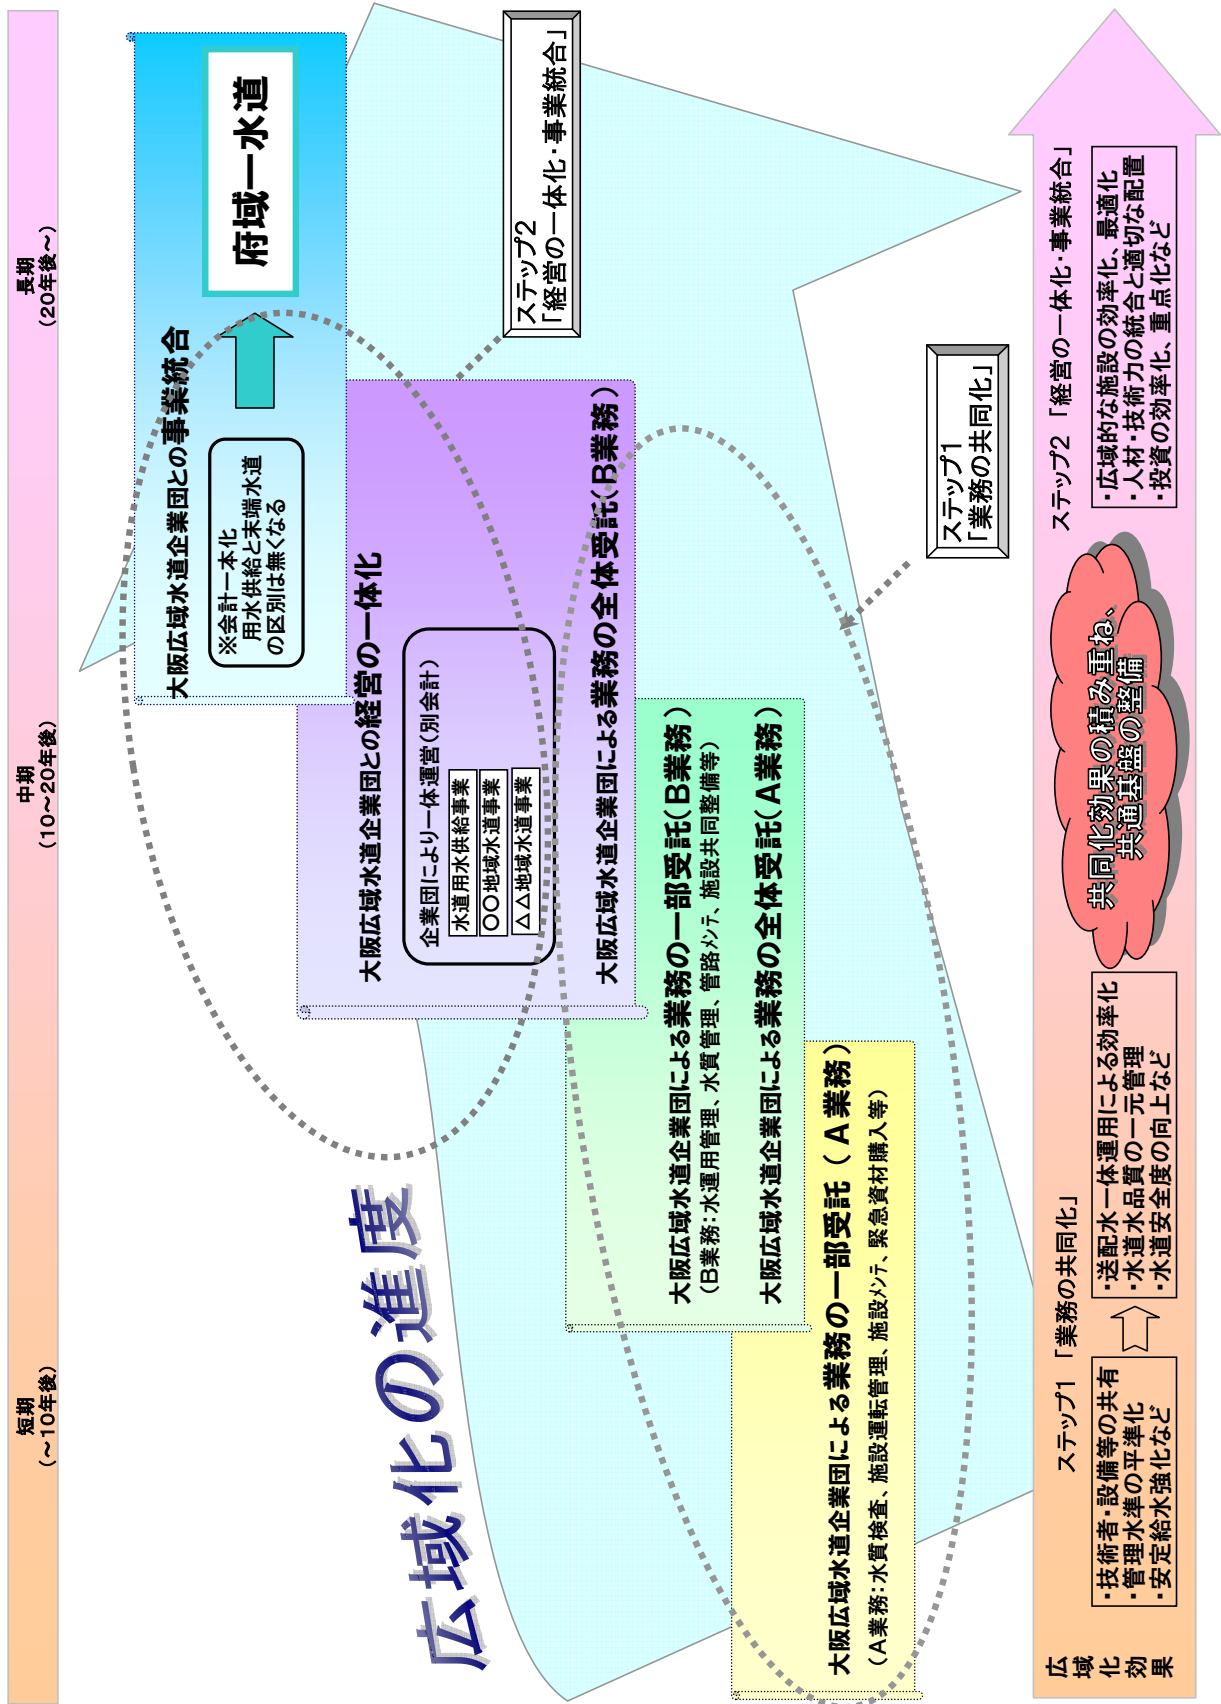 短期
(～10年後)
中期
(10～20年後)
長期
(20年後～)
広域化の進度
大阪広域水道企業団との事業統合
※会計一本化
用水供給と末端水道
の区別は無くなる
府域一水道
大阪広域水道企業団との経営の一体化
企業団により一体運営(別会計)
水道用水供給事業
○○地域水道事業
△△地域水道事業
大阪広域水道企業団による業務の全体受託(B業務)
ステップ2
「経営の一体化・事業統合」
大阪広域水道企業団による業務の一部受託(B業務)
(B業務:水運用管理、水質管理、管路メンテ、施設共同整備等)
大阪広域水道企業団による業務の全体受託(A業務)
大阪広域水道企業団による業務の一部受託(A業務)
(A業務:水質検査、施設運転管理、施設メンテ、緊急資材購入等)
ステップ1
「業務の共同化」
広域化効果
ステップ1 「業務の共同化」
・技術者・設備等の共有
・管理水準の平準化
・安定給水強化など
・送配水一体運用による効率化
・水道水品質の一元管理
・水道安全度の向上など
共同化効果の積み重ね、
共通基盤の整備
ステップ2 「経営の一体化・事業統合」
・広域的な施設の効率化、最適化
・人材・技術力の統合と適切な配置
・投資の効率化、重点化など